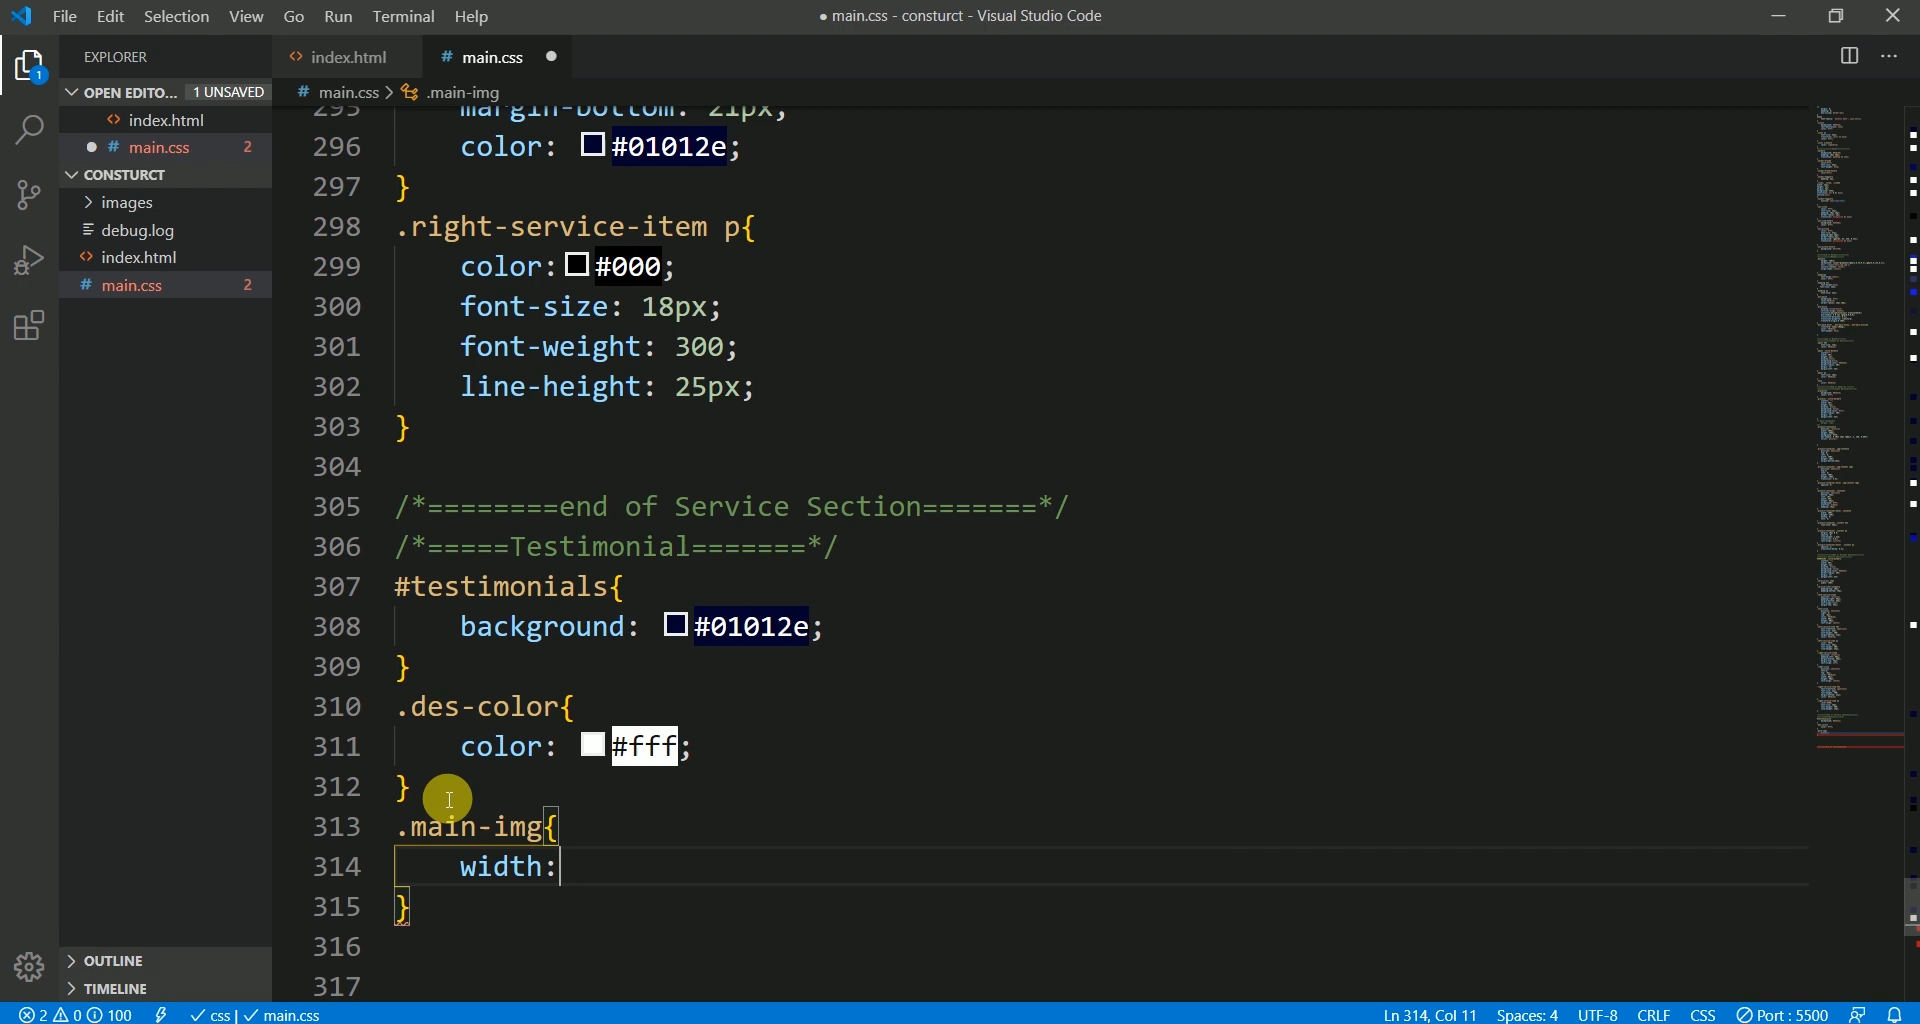 File Edit Selection View Go Run Terminal Help
● main.css - consturct - Visual Studio Code
EXPLORER
OPEN EDITO... 1 UNSAVED
index.html
# main.css 2
CONSTURCT
images
debug.log
index.html
# main.css 2
OUTLINE
TIMELINE
1
index.html # main.css
# main.css > .main-img
295 margin-bottom: 21px;
296 color: #01012e;
297 }
298 .right-service-item p{
299 color: #000;
300 font-size: 18px;
301 font-weight: 300;
302 line-height: 25px;
303 }
304
305 /*========end of Service Section=======*/
306 /*=====Testimonial=======*/
307 #testimonials{
308 background: #01012e;
309 }
310 .des-color{
311 color: #fff;
312 }
313 .main-img{
314 width:
315 }
316
317
2 0 100 css | main.css Ln 314, Col 11 Spaces: 4 UTF-8 CRLF CSS Port : 5500